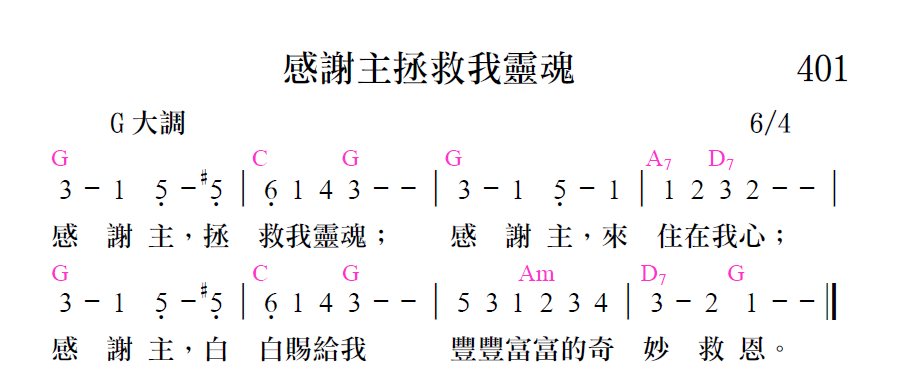 感謝主拯救我靈魂 401
G 大調 6/4
G C G G A7 D7
3 – 1 5̣ – #5̣ | 6̣ 1 4 3 – – | 3 – 1 5̣ – 1 | 1 2 3 2 – – |
感 謝 主，拯 救我靈魂； 感 謝 主，來 住在我心；
G C G Am D7 G
3 – 1 5̣ – #5̣ | 6̣ 1 4 3 – – | 5 3 1 2 3 4 | 3 – 2 1 – – ‖
感 謝 主，白 白賜給我 豐豐富富的奇 妙 救 恩。